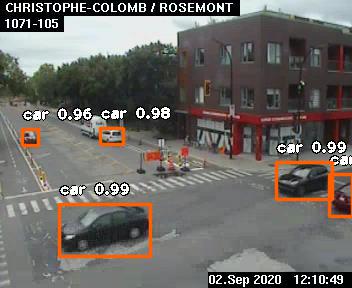 CHRISTOPHE-COLOMB / ROSEMONT
1071-105
car 0.96
car 0.98
car 0.99
car
car 0.99
02.Sep 2020 12:10:49